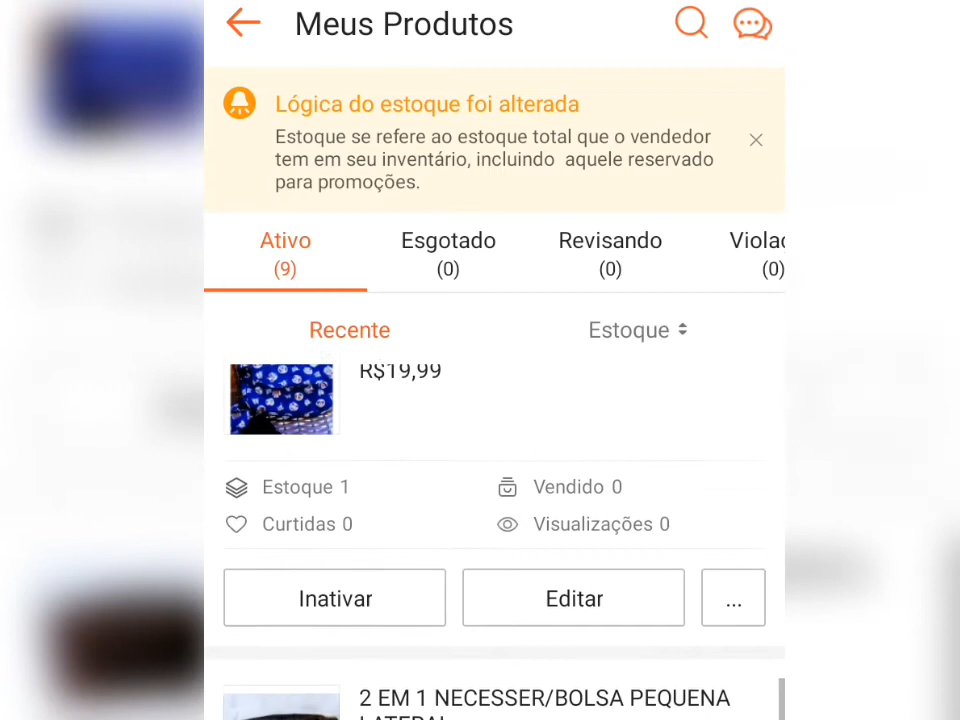 Meus Produtos
Lógica do estoque foi alterada
Estoque se refere ao estoque total que o vendedor
tem em seu inventário, incluindo aquele reservado
para promoções.
Ativo
(9)
Esgotado
(0)
Revisando
(0)
Violac
(0)
Recente
Estoque
R$19,99
Estoque 1
Vendido 0
Curtidas 0
Visualizações 0
Inativar
Editar
...
2 EM 1 NECESSER/BOLSA PEQUENA
LATERAL